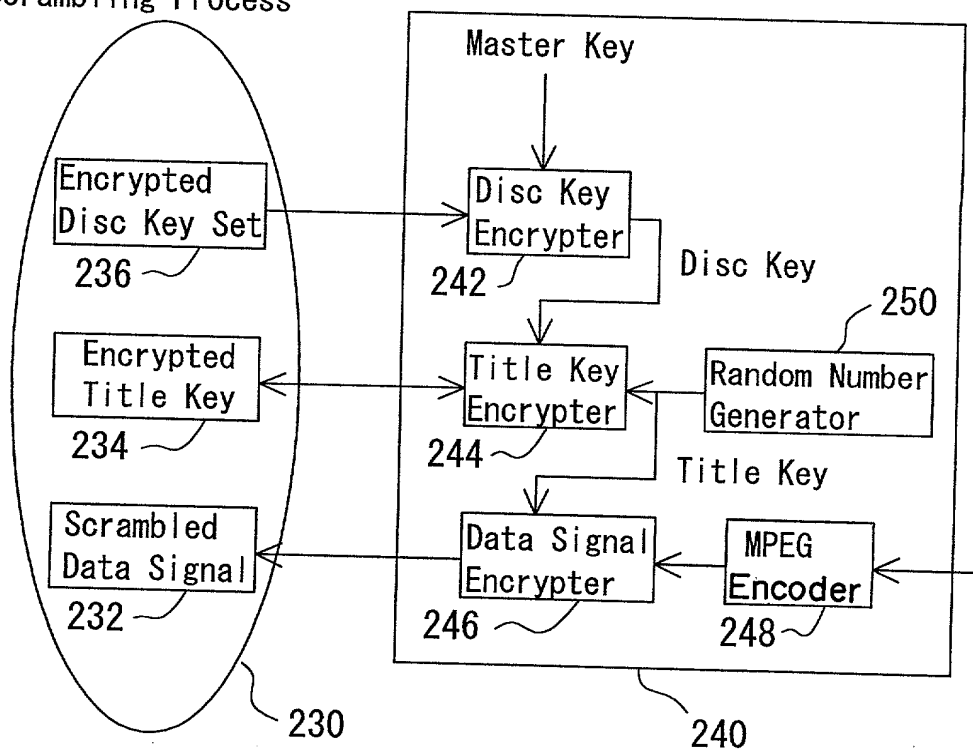 Scrambling Process
Master Key
Encrypted
Disc Key Set
236
Disc Key
Encrypter
242
Disc Key
250
Encrypted
Title Key
234
Title Key
Encrypter
244
Random Number
Generator
Title Key
Scrambled
Data Signal
232
Data Signal
Encrypter
246
MPEG
Encoder
248
230
240